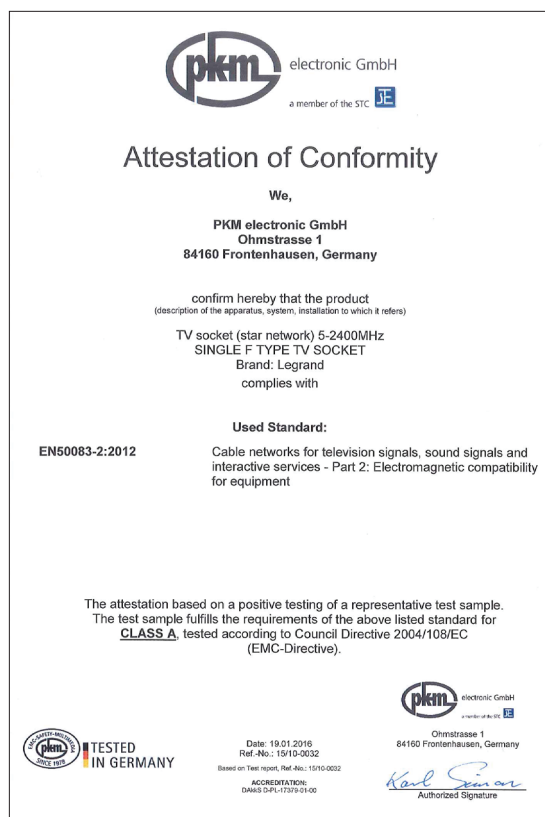 pkm
electronic GmbH
a member of the STC
Attestation of Conformity
We,
PKM electronic GmbH
Ohmstrasse 1
84160 Frontenhausen, Germany
confirm hereby that the product
(description of the apparatus, system, installation to which it refers)
TV socket (star network) 5-2400MHz
SINGLE F TYPE TV SOCKET
Brand: Legrand
complies with
Used Standard:
EN50083-2:2012
Cable networks for television signals, sound signals and
interactive services - Part 2: Electromagnetic compatibility
for equipment
The attestation based on a positive testing of a representative test sample.
The test sample fulfills the requirements of the above listed standard for
CLASS A, tested according to Council Directive 2004/108/EC
(EMC-Directive).
EMC-SAFETY-MULTIMEDIA
pkm
SINCE 1978
TESTED
IN GERMANY
Date: 19.01.2016
Ref.-No.: 15/10-0032
Based on Test report, Ref.-No.: 15/10-0032
ACCREDITATION:
DAkkS D-PL-17379-01-00
pkm
electronic GmbH
a member of the STC
Ohmstrasse 1
84160 Frontenhausen, Germany
Authorized Signature